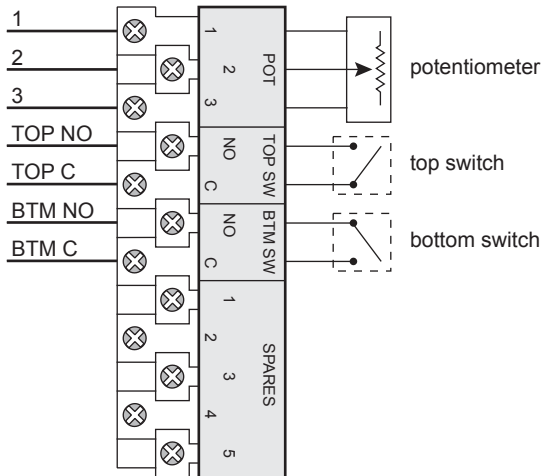 1
2
3
TOP NO
TOP C
BTM NO
BTM C
1
2
3
POT
NO
C
TOP SW
NO
C
BTM SW
1
2
3
4
5
SPARES
potentiometer
top switch
bottom switch